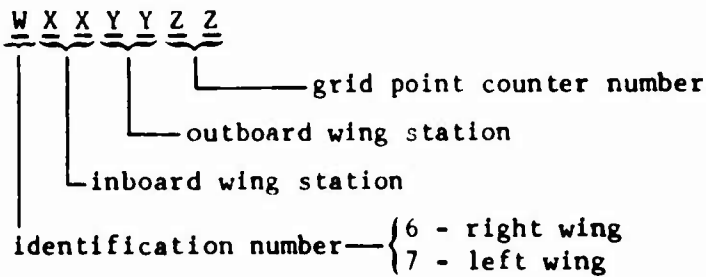 W X X Y Y Z Z
grid point counter number
outboard wing station
inboard wing station
6 - right wing
identification number
7 - left wing